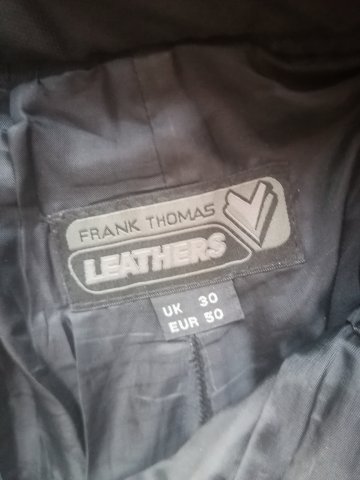 FRANK THOMAS
LEATHERS
UK 30
EUR 50